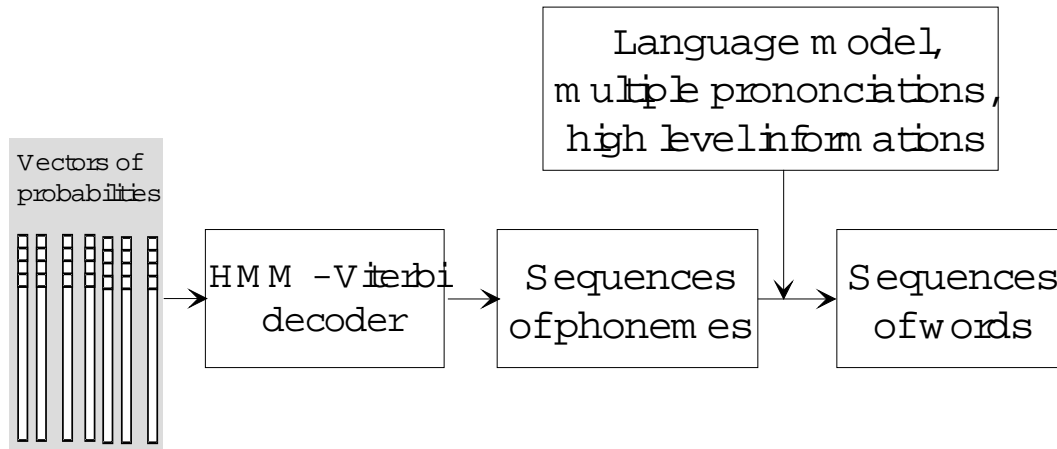 Language model,
multiple prononciations,
high level informations
Vectors of
probabilities
HMM - Viterbi
decoder
Sequences
of phonemes
Sequences
of words